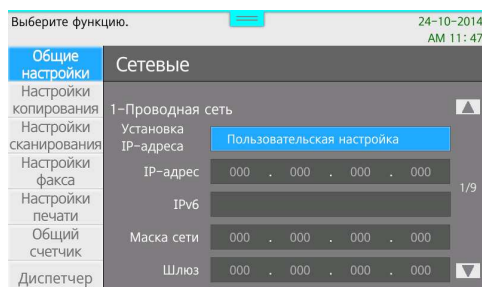 Выберите функцию.
24-10-2014
AM 11:47
Общие
настройки
Настройки
копирования
Настройки
сканирования
Настройки
факса
Настройки
печати
Общий
счетчик
Диспетчер
Сетевые
1-Проводная сеть
Установка
IP-адреса
Пользовательская настройка
IP-адрес 000 . 000 . 000 . 000
1/9
IPv6
Маска сети 000 . 000 . 000 . 000
Шлюз 000 . 000 . 000 . 000